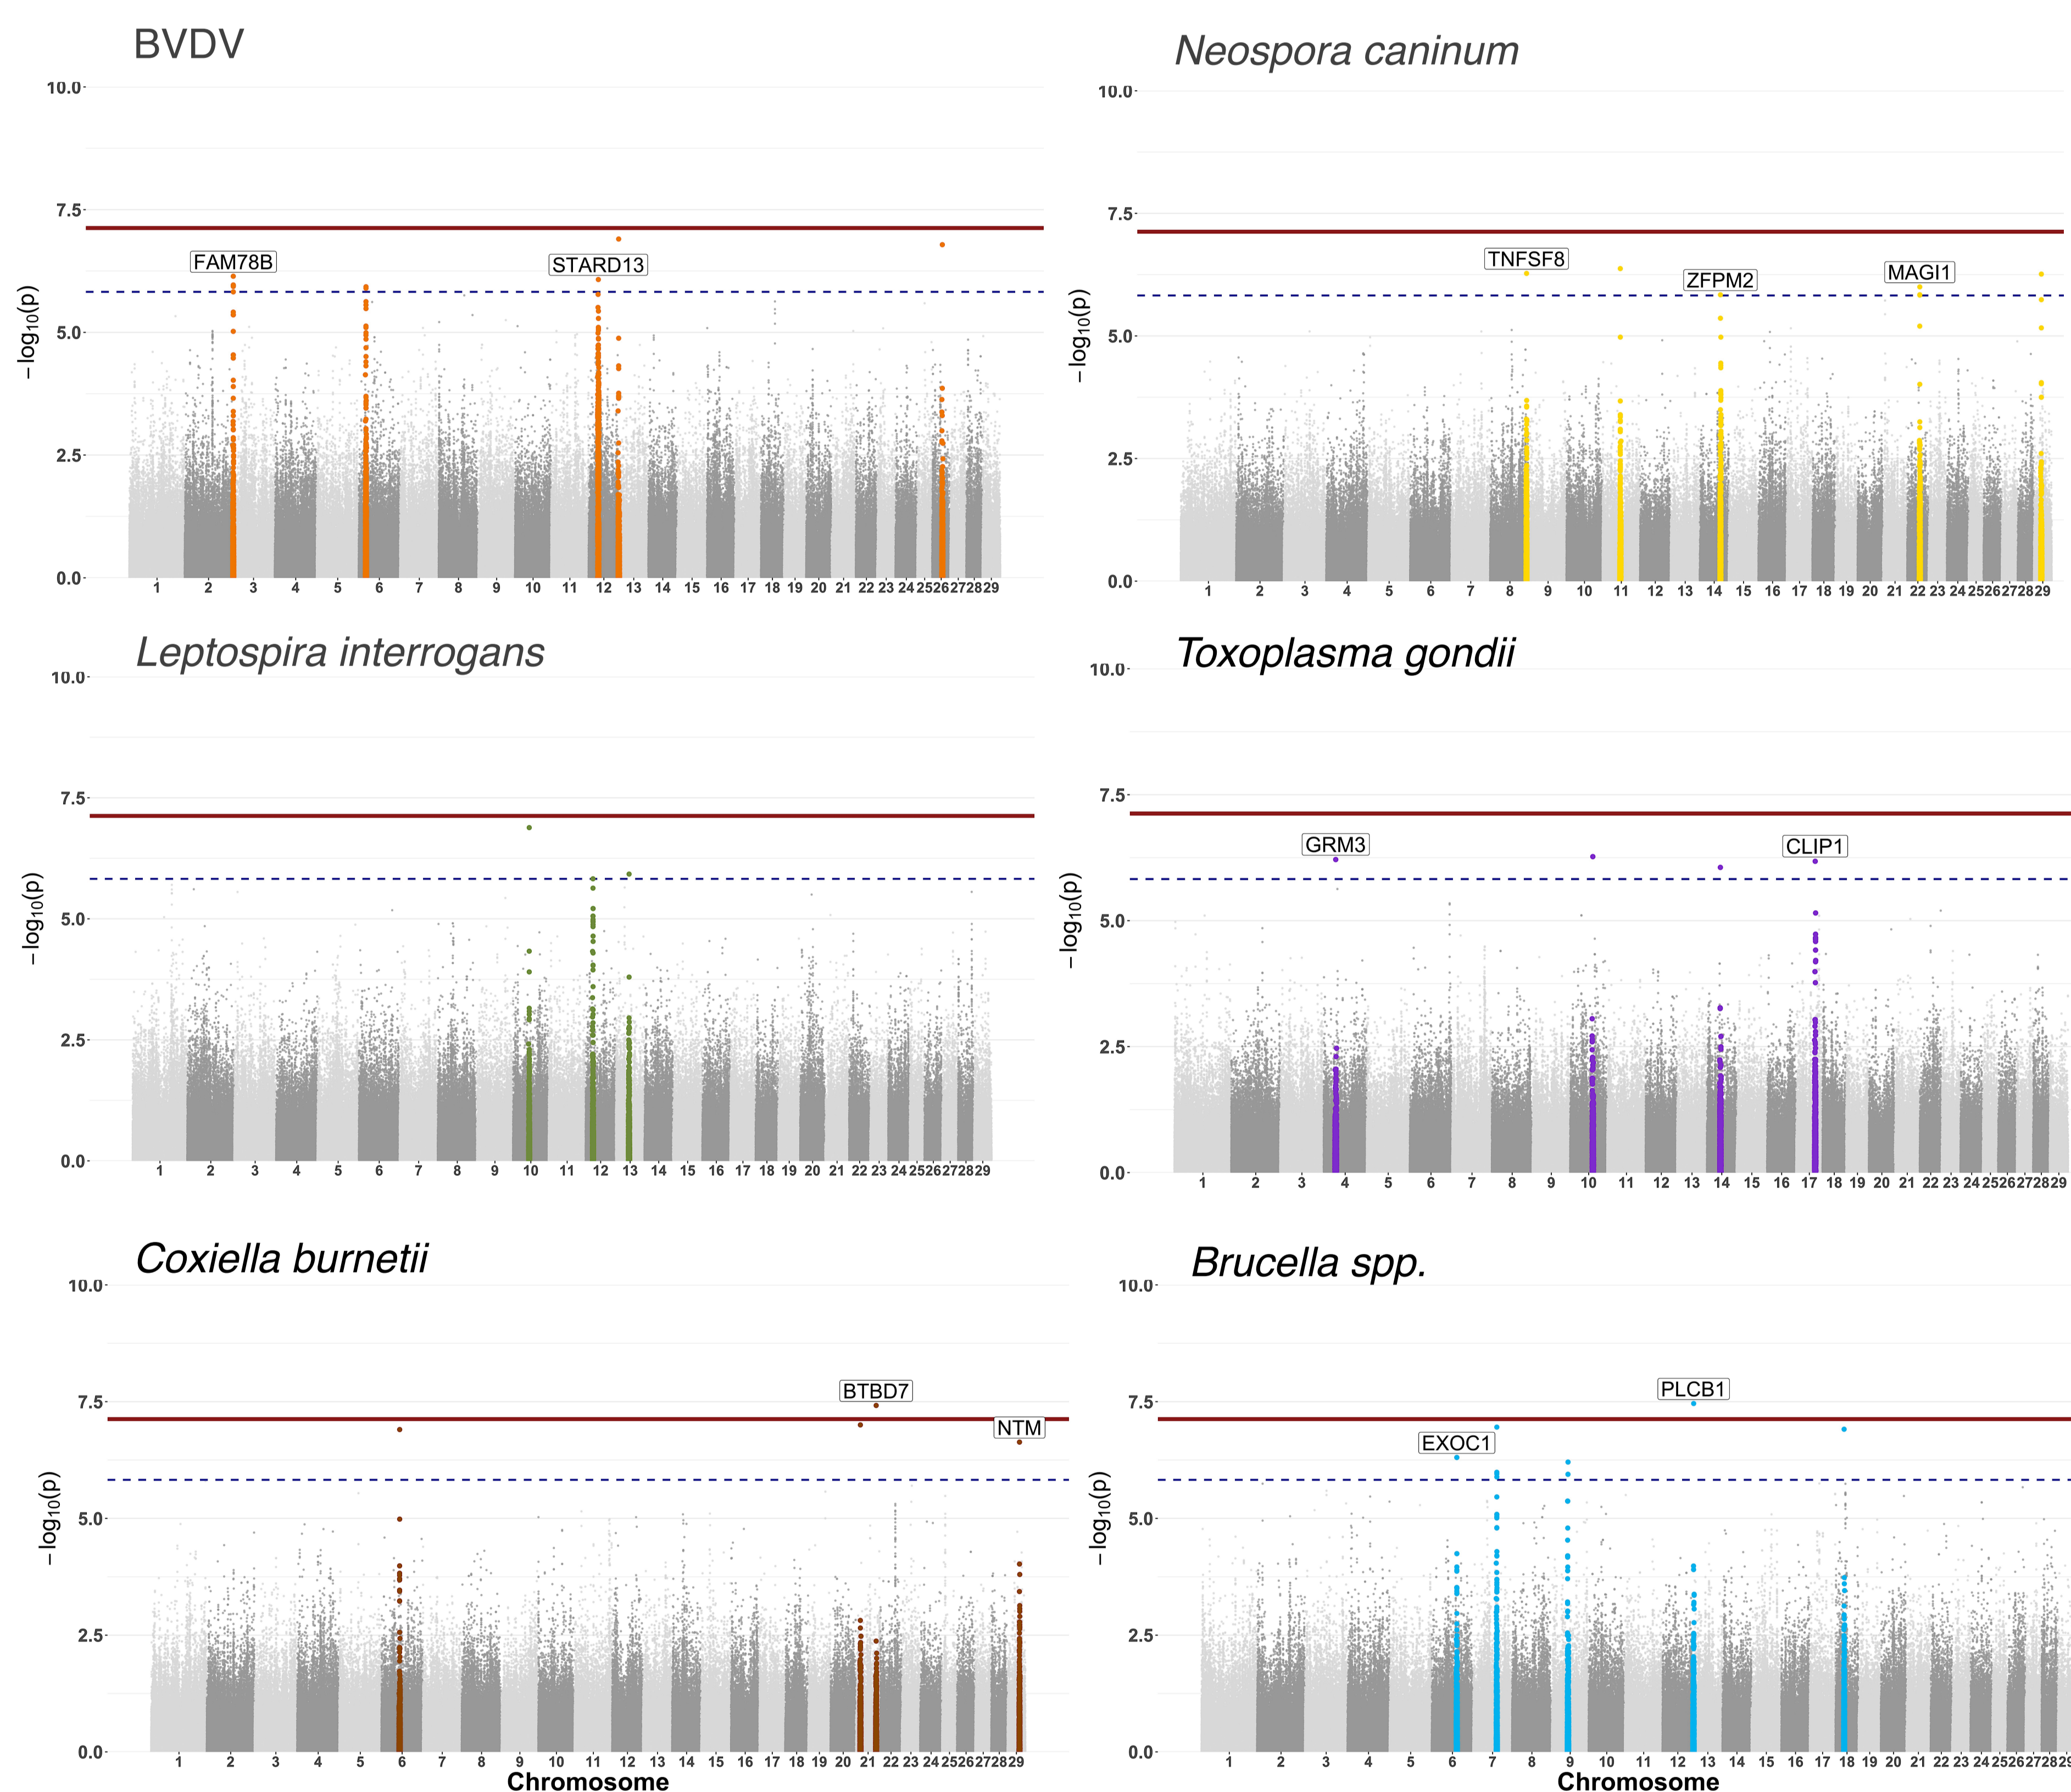 BVDV
10.0
7.5
5.0
2.5
0.0
−log10(p)
FAM78B
STARD13
1 2 3 4 5 6 7 8 9 10 11 12 13 14 15 16 17 18 19 20 21 22 23 24 25 26 27 28 29
Neospora caninum
10.0
7.5
5.0
2.5
0.0
−log10(p)
TNFSF8
ZFPM2
MAGI1
1 2 3 4 5 6 7 8 9 10 11 12 13 14 15 16 17 18 19 20 21 22 23 24 25 26 27 28 29
Leptospira interrogans
10.0
7.5
5.0
2.5
0.0
−log10(p)
1 2 3 4 5 6 7 8 9 10 11 12 13 14 15 16 17 18 19 20 21 22 23 24 25 26 27 28 29
Toxoplasma gondii
10.0
7.5
5.0
2.5
0.0
−log10(p)
GRM3
CLIP1
1 2 3 4 5 6 7 8 9 10 11 12 13 14 15 16 17 18 19 20 21 22 23 24 25 26 27 28 29
Coxiella burnetii
10.0
7.5
5.0
2.5
0.0
−log10(p)
BTBD7
NTM
1 2 3 4 5 6 7 8 9 10 11 12 13 14 15 16 17 18 19 20 21 22 23 24 25 26 27 28 29
Chromosome
Brucella spp.
10.0
7.5
5.0
2.5
0.0
−log10(p)
PLCB1
EXOC1
1 2 3 4 5 6 7 8 9 10 11 12 13 14 15 16 17 18 19 20 21 22 23 24 25 26 27 28 29
Chromosome